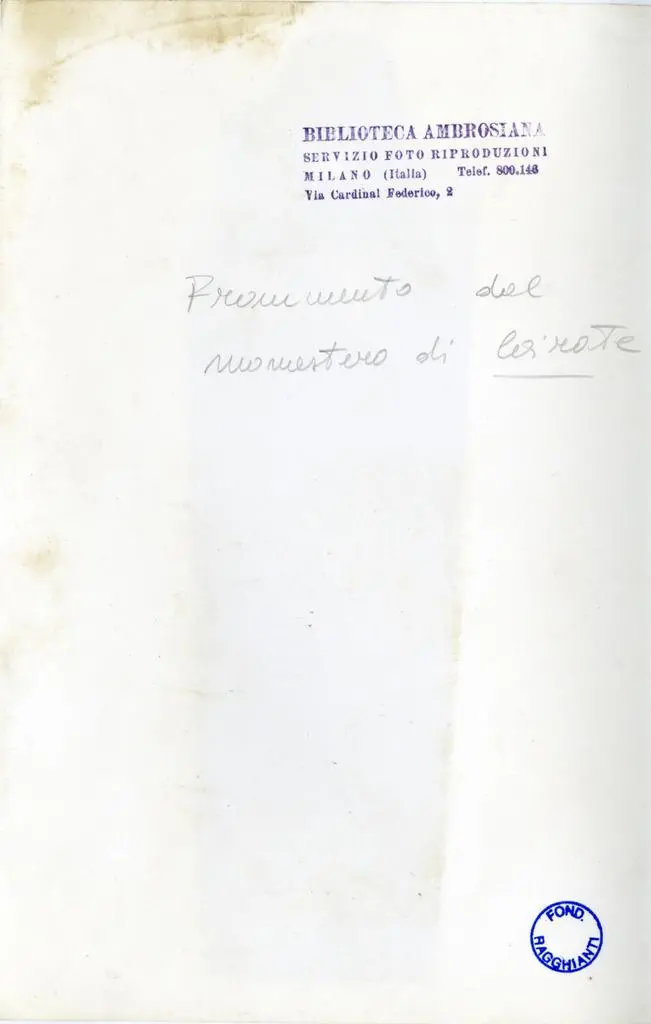 BIBLIOTECA AMBROSIANA
SERVIZIO FOTO RIPRODUZIONI
MILANO (Italia) Telef. 800.146
Via Cardinal Federico, 2
Frammento dal
monastero di Cairate
FOND.
RAGGHIANTI